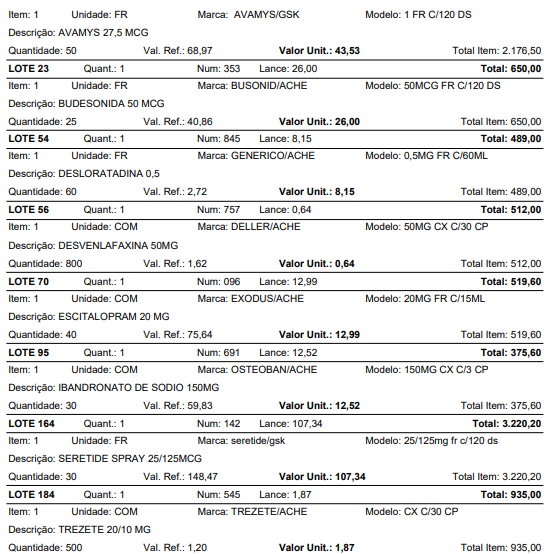 Item: 1 Unidade: FR Marca: AVAMYS/GSK Modelo: 1 FR C/120 DS
Descrição: AVAMYS 27,5 MCG
Quantidade: 50 Val. Ref.: 68,97 Valor Unit.: 43,53 Total Item: 2.176,50
LOTE 23 Quant.: 1 Num: 353 Lance: 26,00 Total: 650,00
Item: 1 Unidade: FR Marca: BUSONID/ACHE Modelo: 50MCG FR C/120 DS
Descrição: BUDESONIDA 50 MCG
Quantidade: 25 Val. Ref.: 40,86 Valor Unit.: 26,00 Total Item: 650,00
LOTE 54 Quant.: 1 Num: 845 Lance: 8,15 Total: 489,00
Item: 1 Unidade: FR Marca: GENERICO/ACHE Modelo: 0,5MG FR C/60ML
Descrição: DESLORATADINA 0,5
Quantidade: 60 Val. Ref.: 2,72 Valor Unit.: 8,15 Total Item: 489,00
LOTE 56 Quant.: 1 Num: 757 Lance: 0,64 Total: 512,00
Item: 1 Unidade: COM Marca: DELLER/ACHE Modelo: 50MG CX C/30 CP
Descrição: DESVENLAFAXINA 50MG
Quantidade: 800 Val. Ref.: 1,62 Valor Unit.: 0,64 Total Item: 512,00
LOTE 70 Quant.: 1 Num: 096 Lance: 12,99 Total: 519,60
Item: 1 Unidade: COM Marca: EXODUS/ACHE Modelo: 20MG FR C/15ML
Descrição: ESCITALOPRAM 20 MG
Quantidade: 40 Val. Ref.: 75,64 Valor Unit.: 12,99 Total Item: 519,60
LOTE 95 Quant.: 1 Num: 691 Lance: 12,52 Total: 375,60
Item: 1 Unidade: COM Marca: OSTEOBAN/ACHE Modelo: 150MG CX C/3 CP
Descrição: IBANDRONATO DE SODIO 150MG
Quantidade: 30 Val. Ref.: 59,83 Valor Unit.: 12,52 Total Item: 375,60
LOTE 164 Quant.: 1 Num: 142 Lance: 107,34 Total: 3.220,20
Item: 1 Unidade: FR Marca: seretide/gsk Modelo: 25/125mg fr c/120 ds
Descrição: SERETIDE SPRAY 25/125MCG
Quantidade: 30 Val. Ref.: 148,47 Valor Unit.: 107,34 Total Item: 3.220,20
LOTE 184 Quant.: 1 Num: 545 Lance: 1,87 Total: 935,00
Item: 1 Unidade: COM Marca: TREZETE/ACHE Modelo: CX C/30 CP
Descrição: TREZETE 20/10 MG
Quantidade: 500 Val. Ref.: 1,20 Valor Unit.: 1,87 Total Item: 935,00